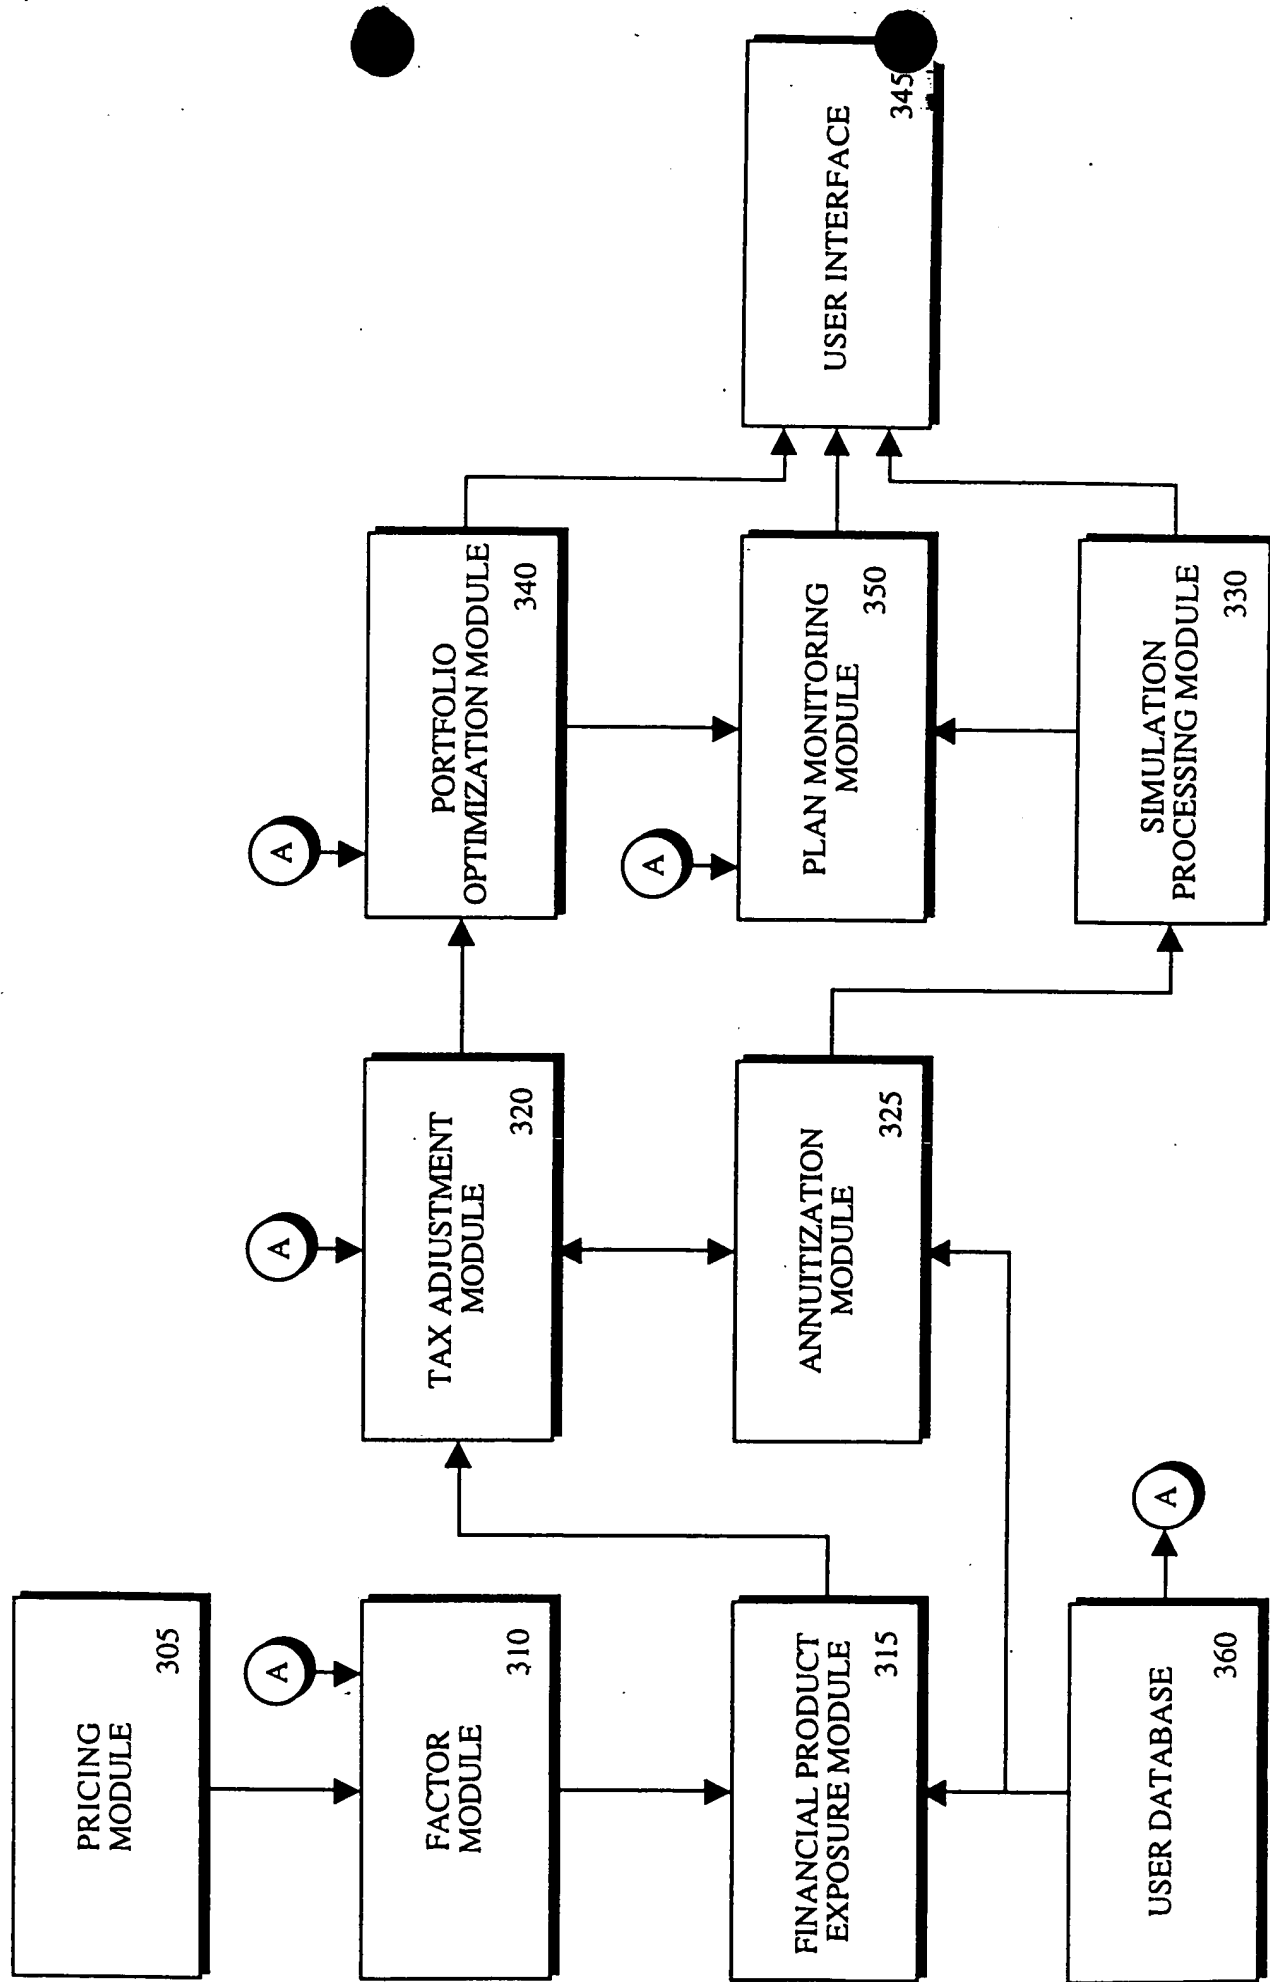 PRICING
MODULE
305
A
FACTOR
MODULE
310
FINANCIAL PRODUCT
EXPOSURE MODULE
315
USER DATABASE
360
A
A
TAX ADJUSTMENT
MODULE
320
ANNUITIZATION
MODULE
325
A
PORTFOLIO
OPTIMIZATION MODULE
340
A
PLAN MONITORING
MODULE
350
SIMULATION
PROCESSING MODULE
330
USER INTERFACE
345